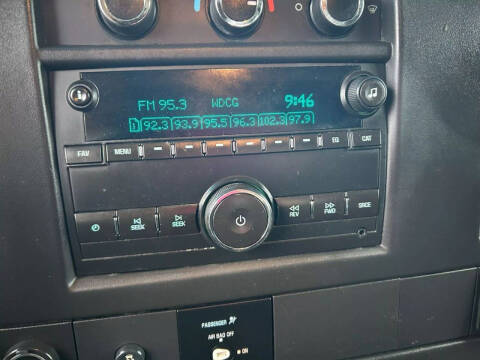 FM 95.3 WDCG 9:46
1 92.3 93.9 95.5 96.3 102.3 97.9
FAV MENU EQ CAT
SEEK SEEK REV FWD SRCE
PASSENGER
AIR BAG OFF
ON